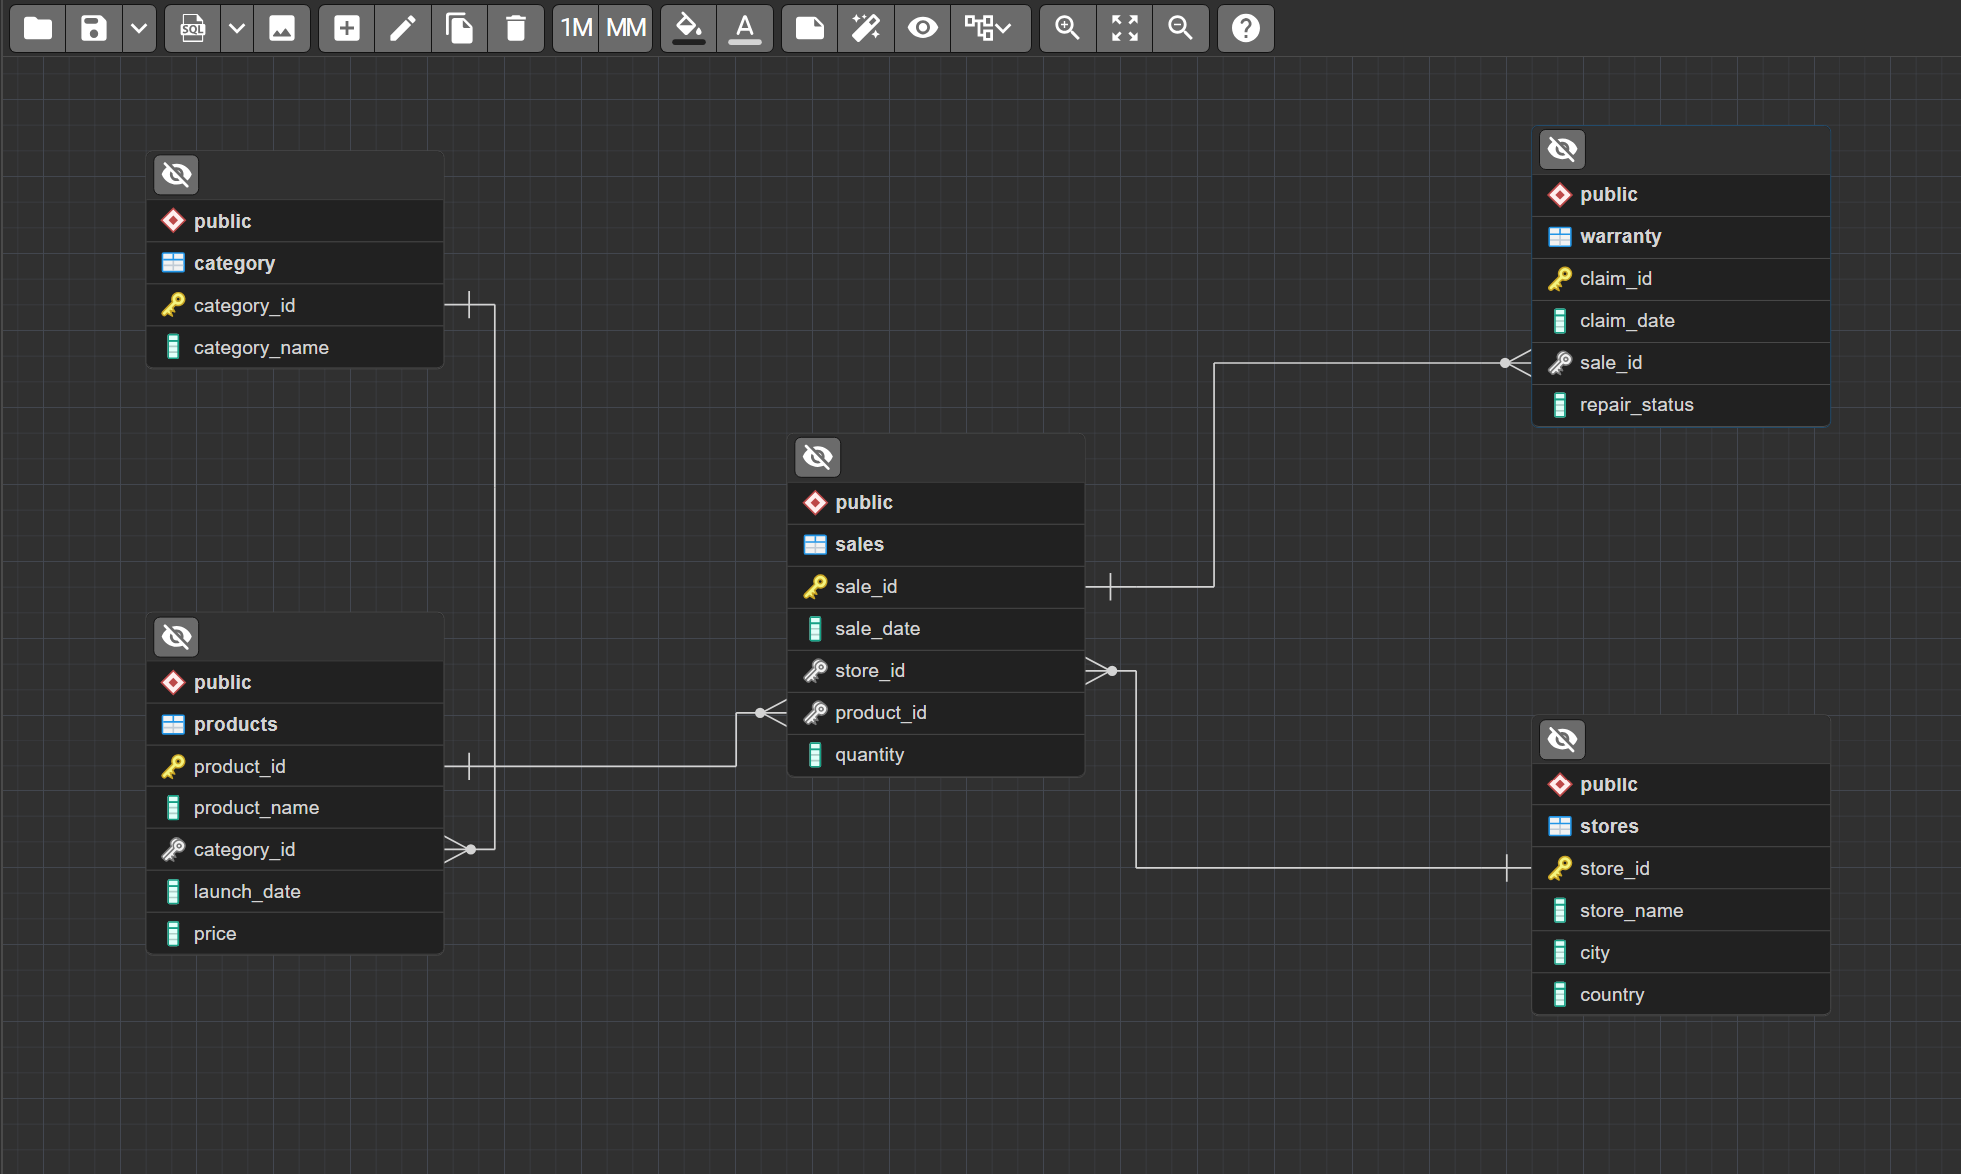 SQL
1M MM
A
public
category
category_id
category_name
public
products
product_id
product_name
category_id
launch_date
price
public
sales
sale_id
sale_date
store_id
product_id
quantity
public
warranty
claim_id
claim_date
sale_id
repair_status
public
stores
store_id
store_name
city
country